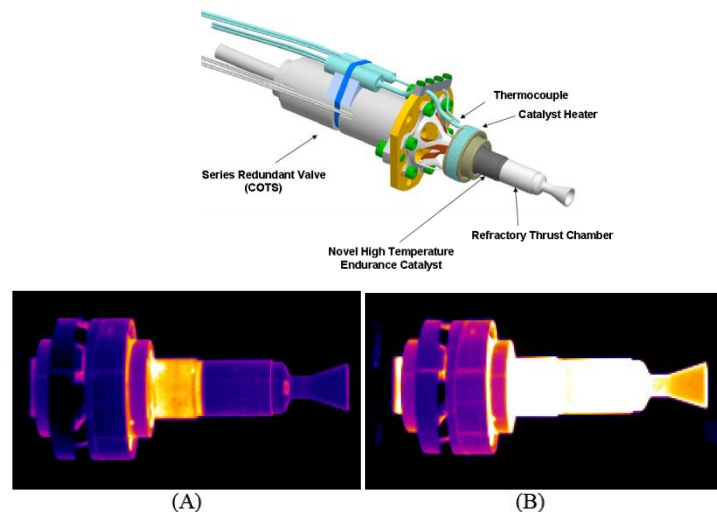 Thermocouple
Catalyst Heater
Series Redundant Valve
(COTS)
Refractory Thrust Chamber
Novel High Temperature
Endurance Catalyst
(A)
(B)